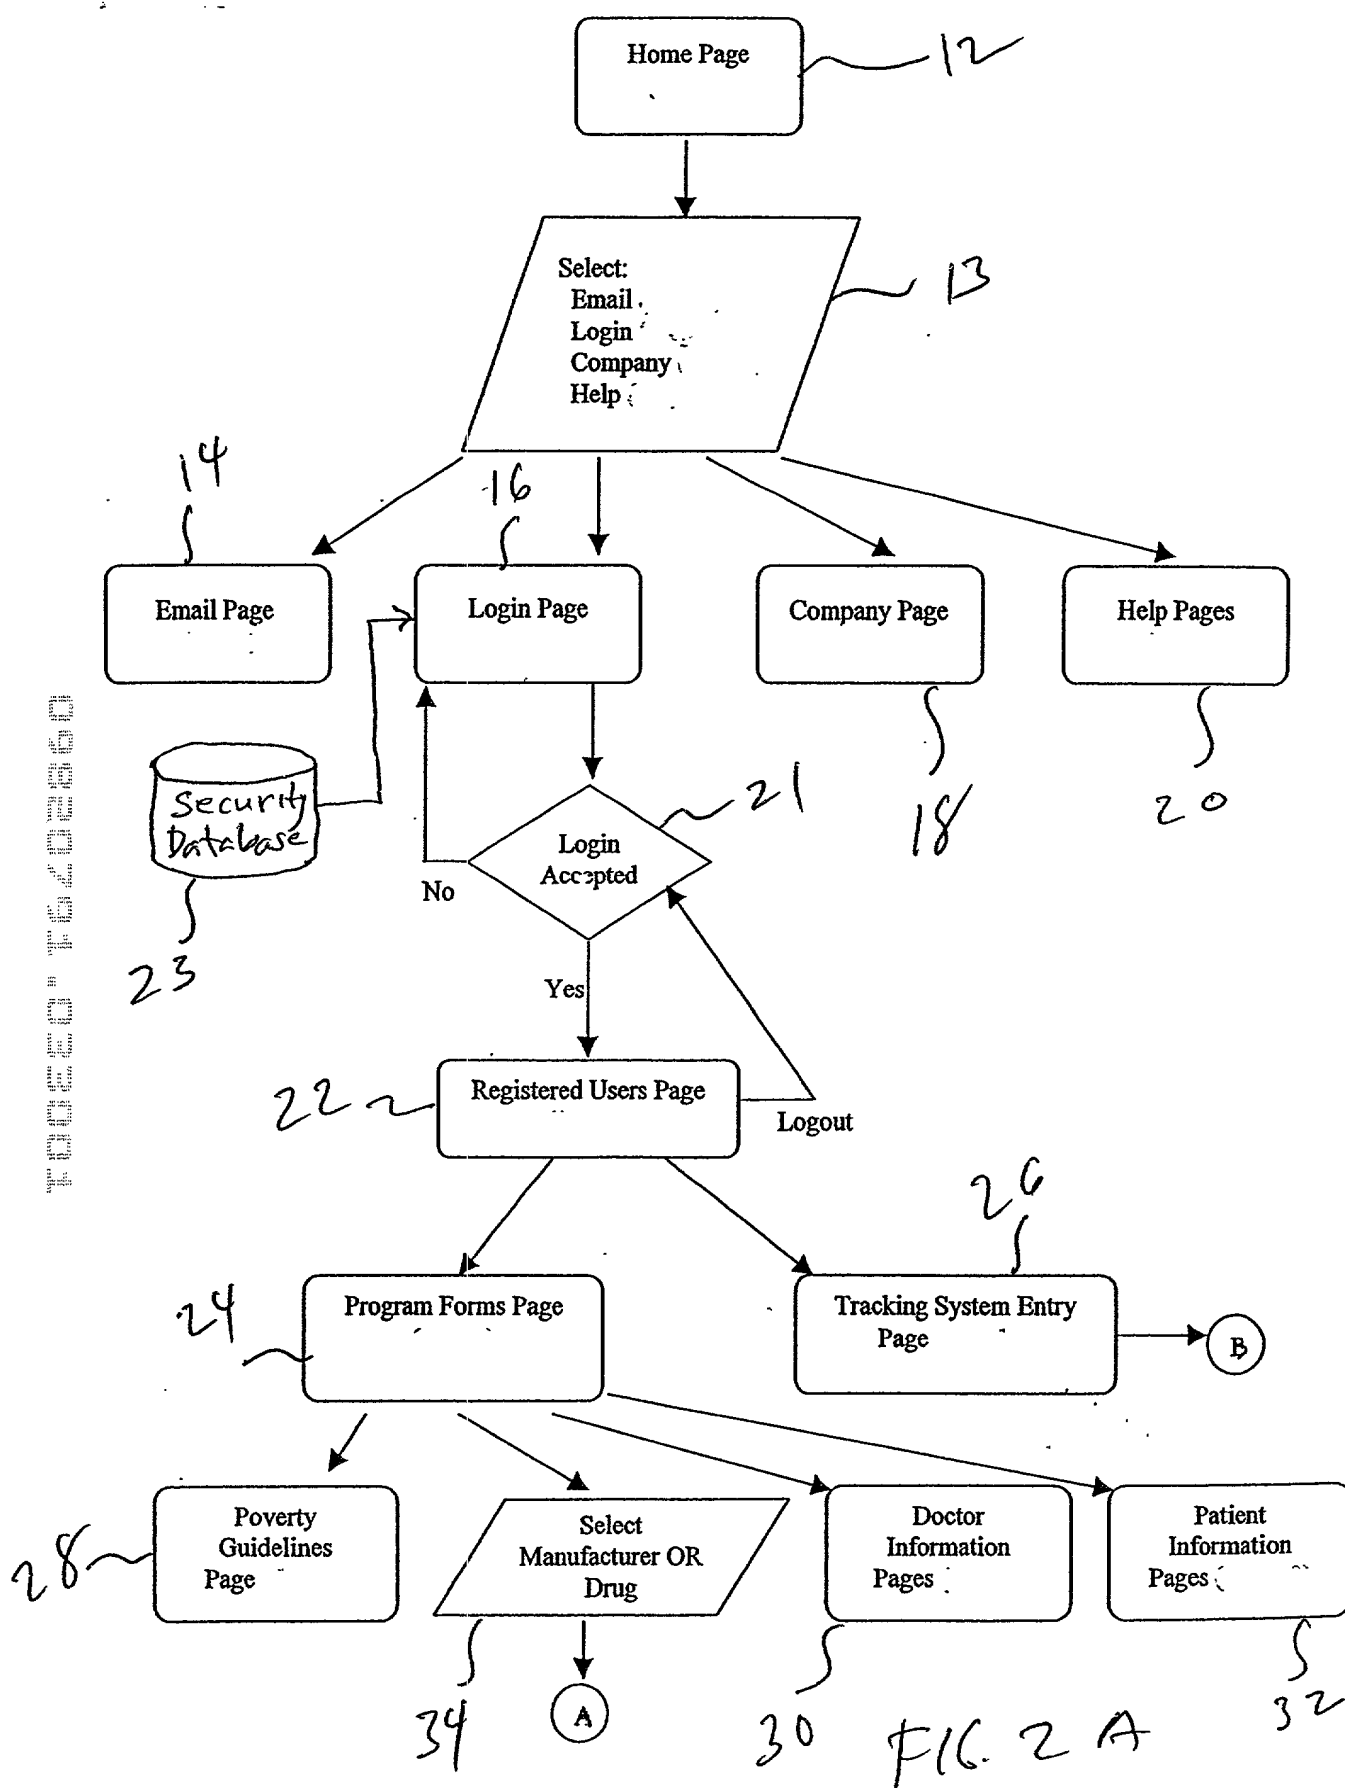 Home Page
12
Select:
Email
Login
Company
Help
13
14
16
Email Page
Login Page
Company Page
Help Pages
18
20
Security
Database
23
Login
Accepted
21
No
Yes
Registered Users Page
22
Logout
26
Program Forms Page
24
Tracking System Entry
Page
B
Poverty
Guidelines
Page
28
Select
Manufacturer OR
Drug
34
A
Doctor
Information
Pages
30
Patient
Information
Pages
32
FIG. 2 A